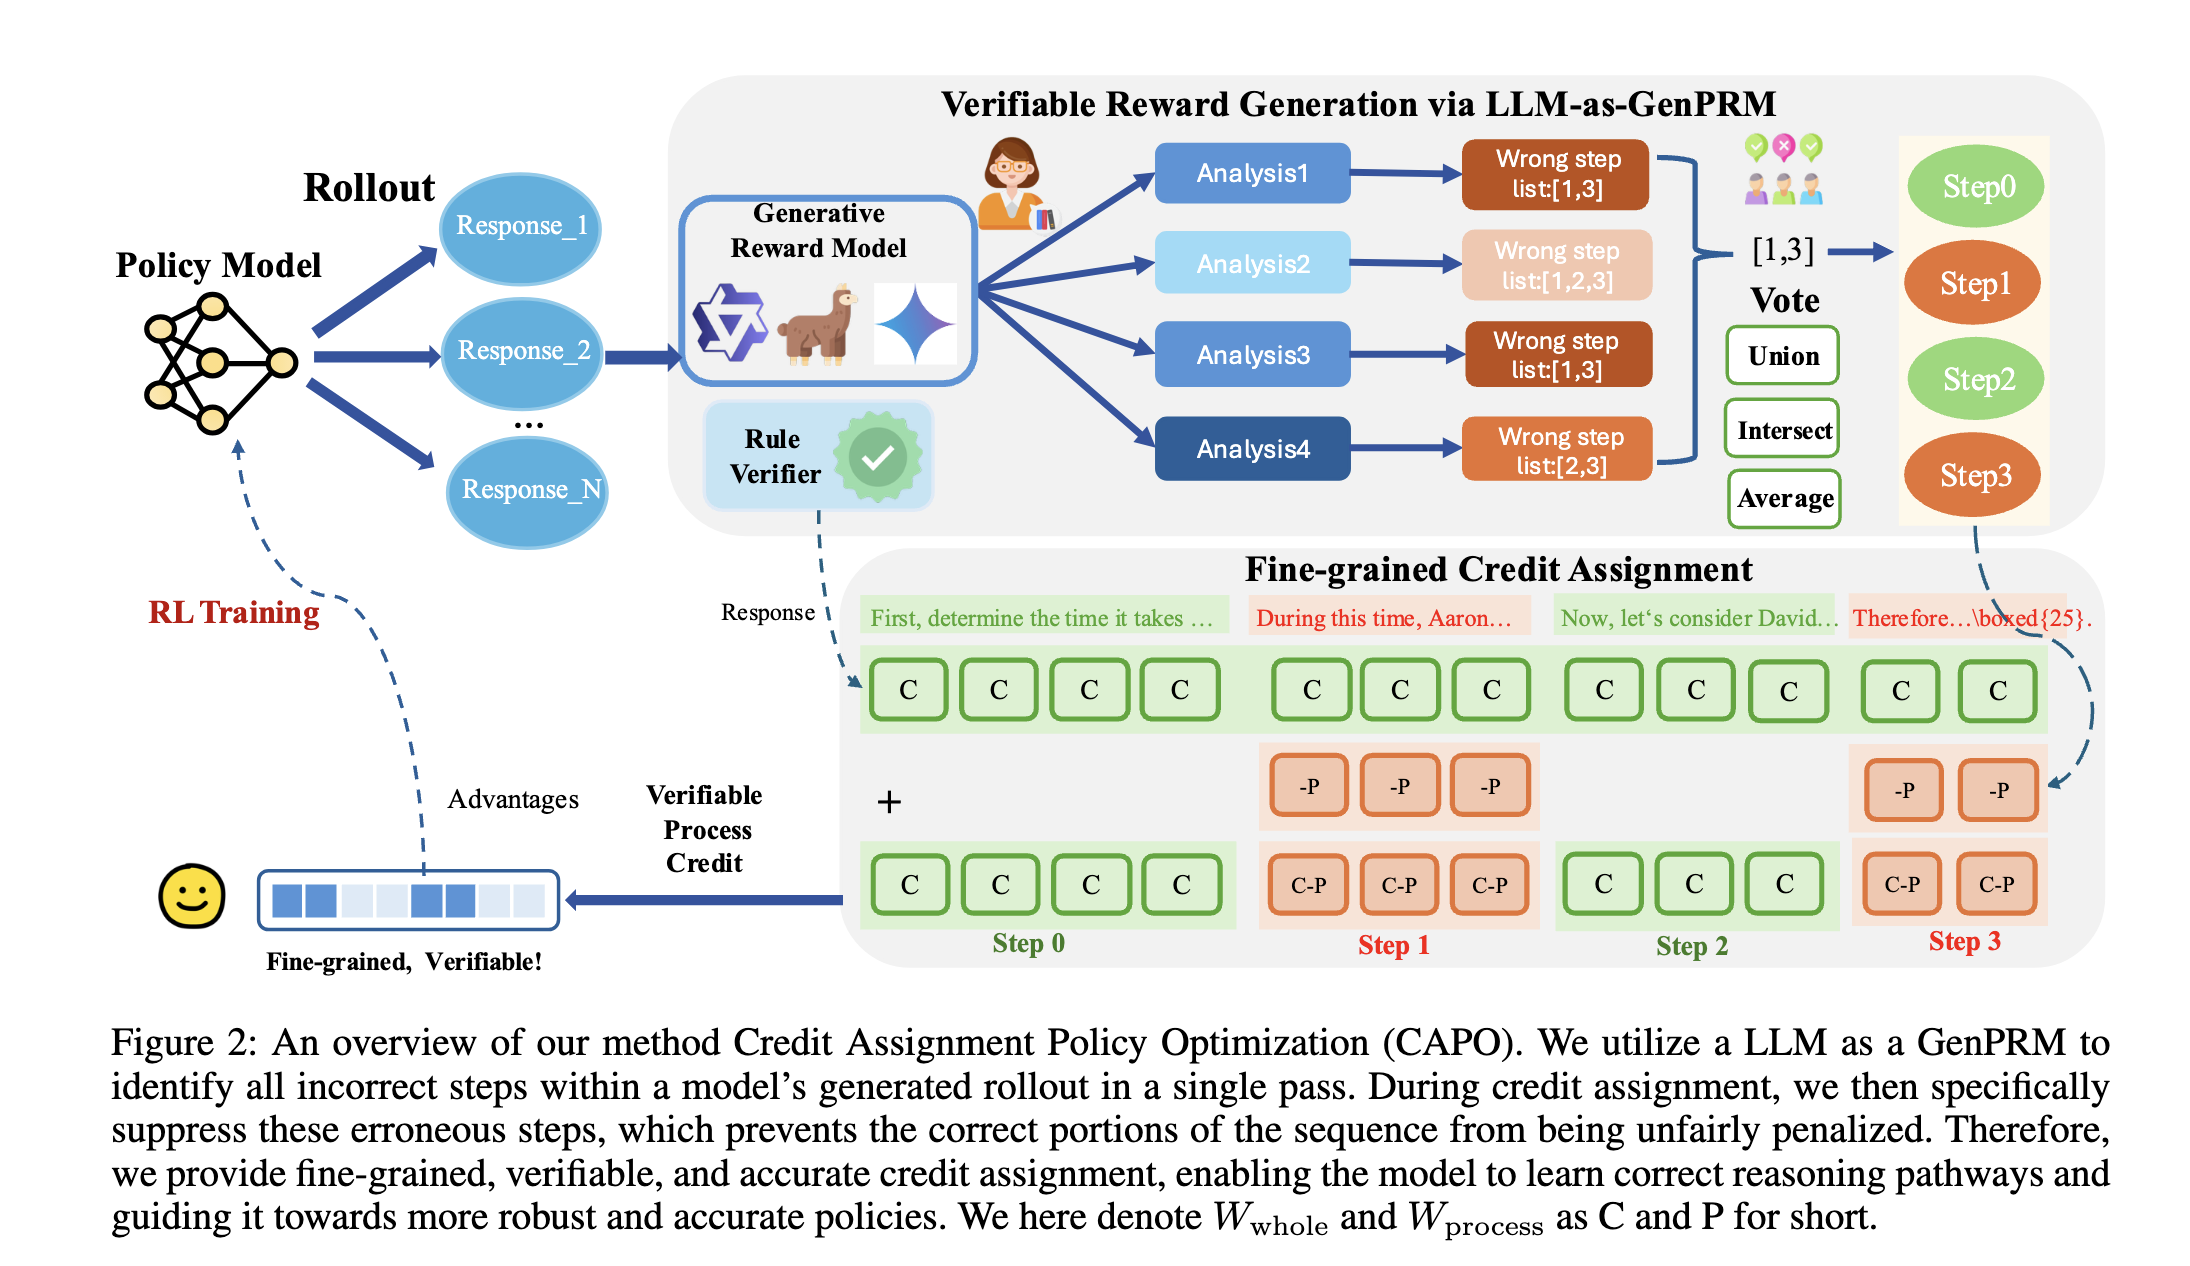 Verifiable Reward Generation via LLM-as-GenPRM
Rollout
Policy Model
Response_1
Response_2
...
Response_N
Generative
Reward Model
Rule
Verifier
Analysis1
Analysis2
Analysis3
Analysis4
Wrong step
list:[1,3]
Wrong step
list:[1,2,3]
Wrong step
list:[1,3]
Wrong step
list:[2,3]
[1,3]
Vote
Union
Intersect
Average
Step0
Step1
Step2
Step3
Fine-grained Credit Assignment
Response
First, determine the time it takes …
During this time, Aaron…
Now, let‘s consider David…
Therefore…\boxed{25}.
C C C C C C C C C C C C
+
-P -P -P -P -P
C C C C C-P C-P C-P C C C C-P C-P
Step 0
Step 1
Step 2
Step 3
RL Training
Advantages
Verifiable
Process
Credit
Fine-grained, Verifiable!
Figure 2: An overview of our method Credit Assignment Policy Optimization (CAPO). We utilize a LLM as a GenPRM to
identify all incorrect steps within a model’s generated rollout in a single pass. During credit assignment, we then specifically
suppress these erroneous steps, which prevents the correct portions of the sequence from being unfairly penalized. Therefore,
we provide fine-grained, verifiable, and accurate credit assignment, enabling the model to learn correct reasoning pathways and
guiding it towards more robust and accurate policies. We here denote W_whole and W_process as C and P for short.